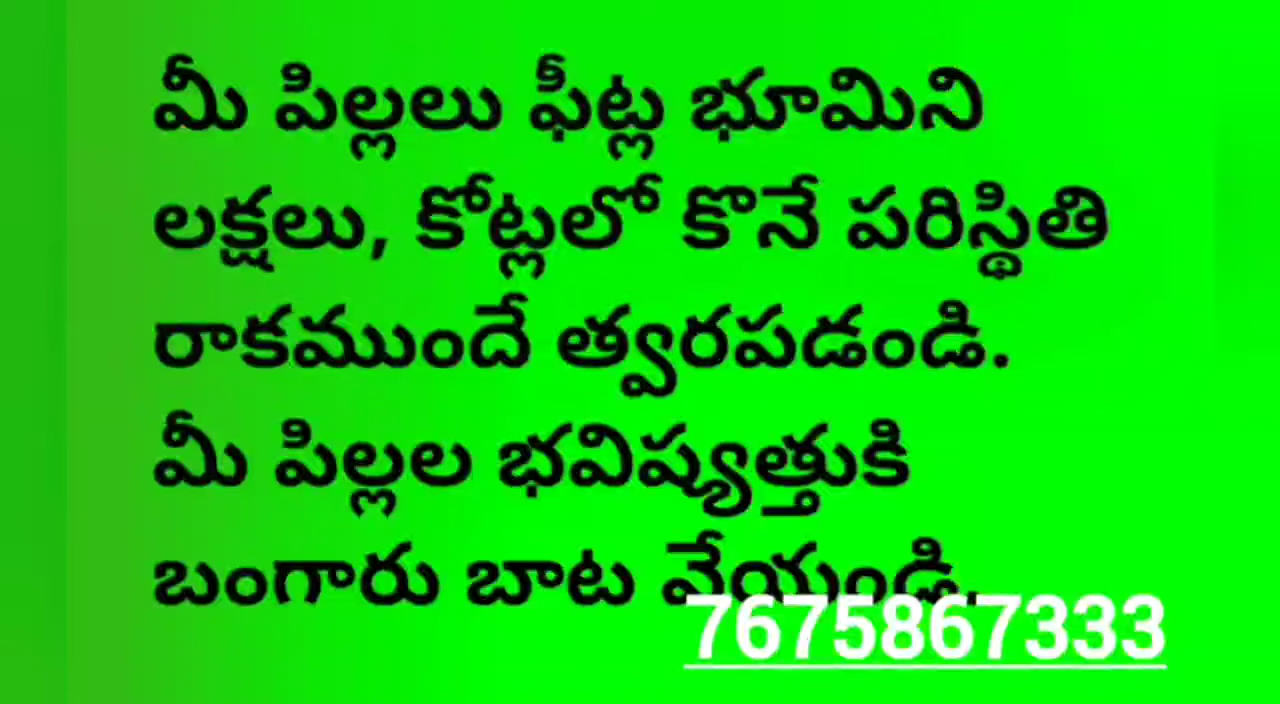 మీ పిల్లలు ఫీట్ల భూమిని
లక్షలు, కోట్లలో కొనే పరిస్థితి
రాకముందే త్వరపడండి.
మీ పిల్లల భవిష్యత్తుకి
బంగారు బాట వేయండి.
7675867333